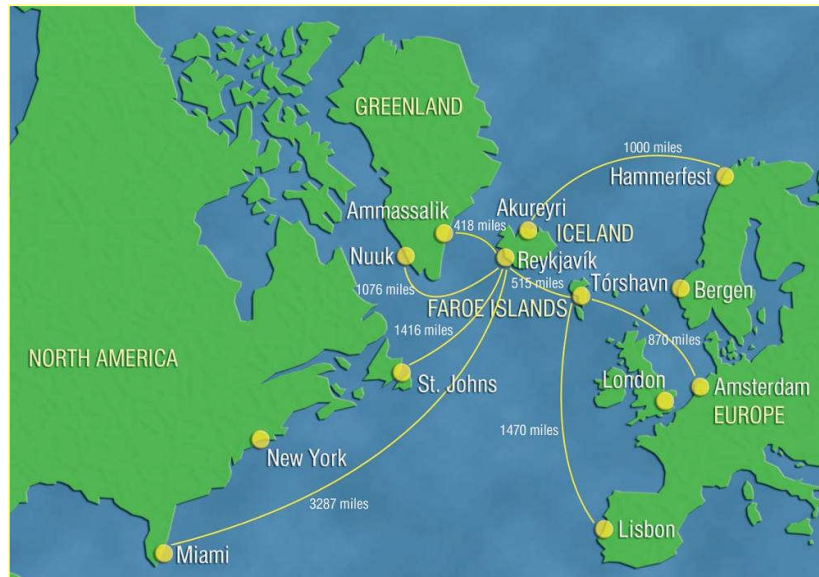 GREENLAND
1000 miles
Hammerfest
Ammassalik
418 miles
Akureyri
ICELAND
Nuuk
Reykjavík
1076 miles
515 miles
Tórshavn
Bergen
FAROE ISLANDS
1416 miles
870 miles
NORTH AMERICA
St. Johns
London
Amsterdam
EUROPE
1470 miles
New York
3287 miles
Lisbon
Miami